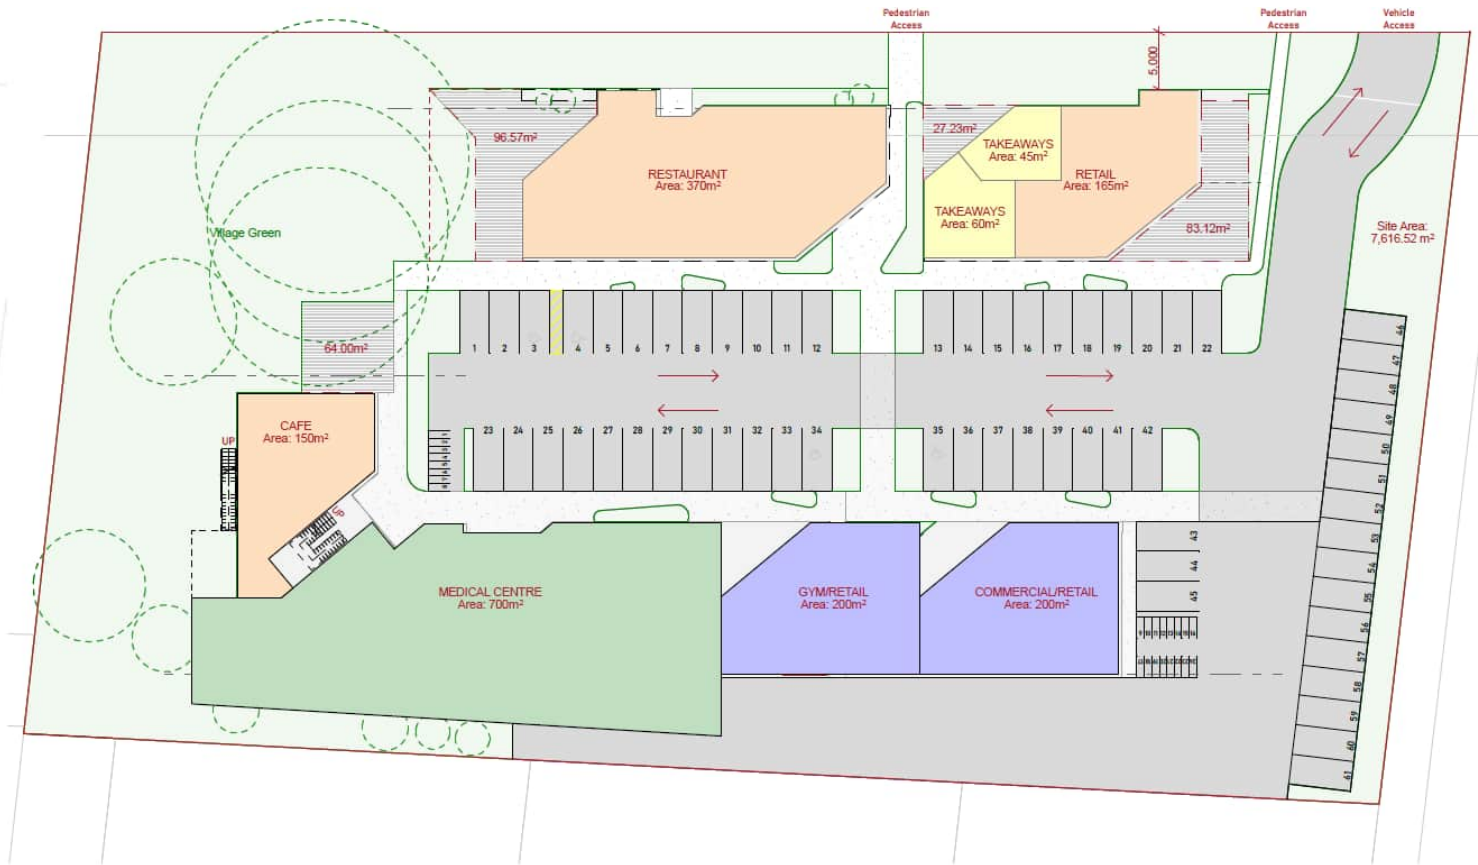 Pedestrian
Access
Pedestrian
Access
Vehicle
Access
5,000
96.57m²
RESTAURANT
Area: 370m²
27.23m²
TAKEAWAYS
Area: 45m²
RETAIL
Area: 165m²
TAKEAWAYS
Area: 60m²
83.12m²
Site Area:
7,616.52 m²
Village Green
64.00m²
1 2 3 4 5 6 7 8 9 10 11 12
13 14 15 16 17 18 19 20 21 22
23 24 25 26 27 28 29 30 31 32 33 34
35 36 37 38 39 40 41 42
CAFE
Area: 150m²
UP
UP
MEDICAL CENTRE
Area: 700m²
GYM/RETAIL
Area: 200m²
COMMERCIAL/RETAIL
Area: 200m²
43
44
45
46
47
48
49
50
51
52
53
54
55
56
57
58
59
60
61